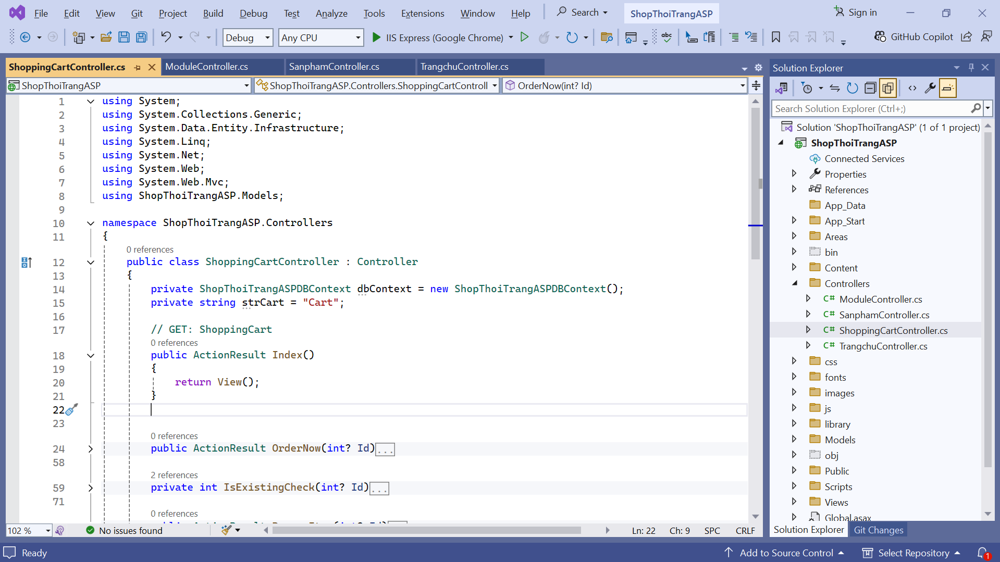 File Edit View Git Project Build Debug Test Analyze Tools Extensions Window Help Search ShopThoiTrangASP Sign in
Debug Any CPU IIS Express (Google Chrome) abc GitHub Copilot
ShoppingCartController.cs ModuleController.cs SanphamController.cs TrangchuController.cs
ShopThoiTrangASP ShopThoiTrangASP.Controllers.ShoppingCartControll OrderNow(int? Id)
1 using System;
2 using System.Collections.Generic;
3 using System.Data.Entity.Infrastructure;
4 using System.Linq;
5 using System.Net;
6 using System.Web;
7 using System.Web.Mvc;
8 using ShopThoiTrangASP.Models;
9
10 namespace ShopThoiTrangASP.Controllers
11 {
0 references
12 public class ShoppingCartController : Controller
13 {
14 private ShopThoiTrangASPDBContext dbContext = new ShopThoiTrangASPDBContext();
15 private string strCart = "Cart";
16
17 // GET: ShoppingCart
0 references
18 public ActionResult Index()
19 {
20 return View();
21 }
22
23
0 references
24 public ActionResult OrderNow(int? Id)...
58
2 references
59 private int IsExistingCheck(int? Id)...
71
0 references
102 % No issues found Ln: 22 Ch: 9 SPC CRLF
Solution Explorer
Search Solution Explorer (Ctrl+;)
Solution 'ShopThoiTrangASP' (1 of 1 project)
ShopThoiTrangASP
Connected Services
Properties
References
App_Data
App_Start
Areas
bin
Content
Controllers
C# ModuleController.cs
C# SanphamController.cs
C# ShoppingCartController.cs
C# TrangchuController.cs
css
fonts
images
js
library
Models
obj
Public
Scripts
Views
Global.asax
Solution Explorer Git Changes
Ready Add to Source Control Select Repository 1